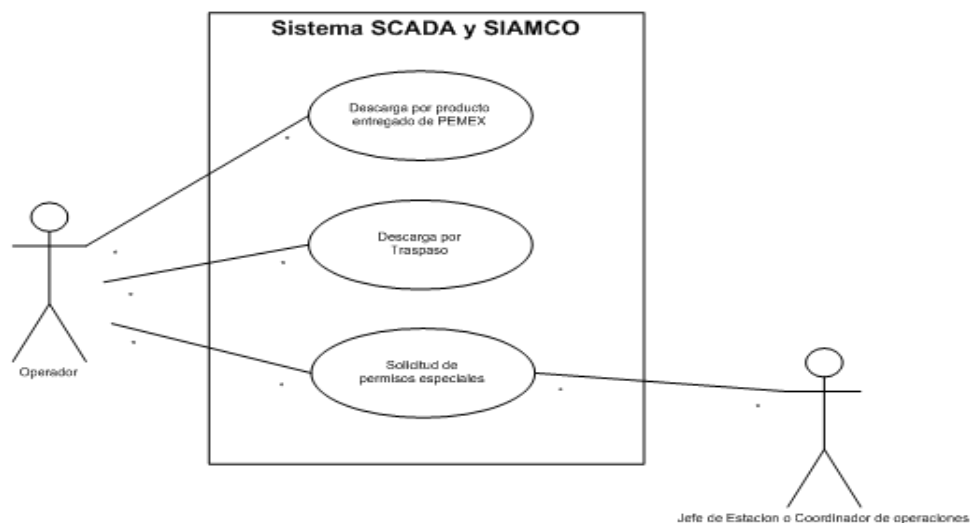 Sistema SCADA y SIAMCO
Descarga por producto
entregado de PEMEX
Descarga por
Traspaso
Solicitud de
permisos especiales
Operador
Jefe de Estacion o Coordinador de operaciones